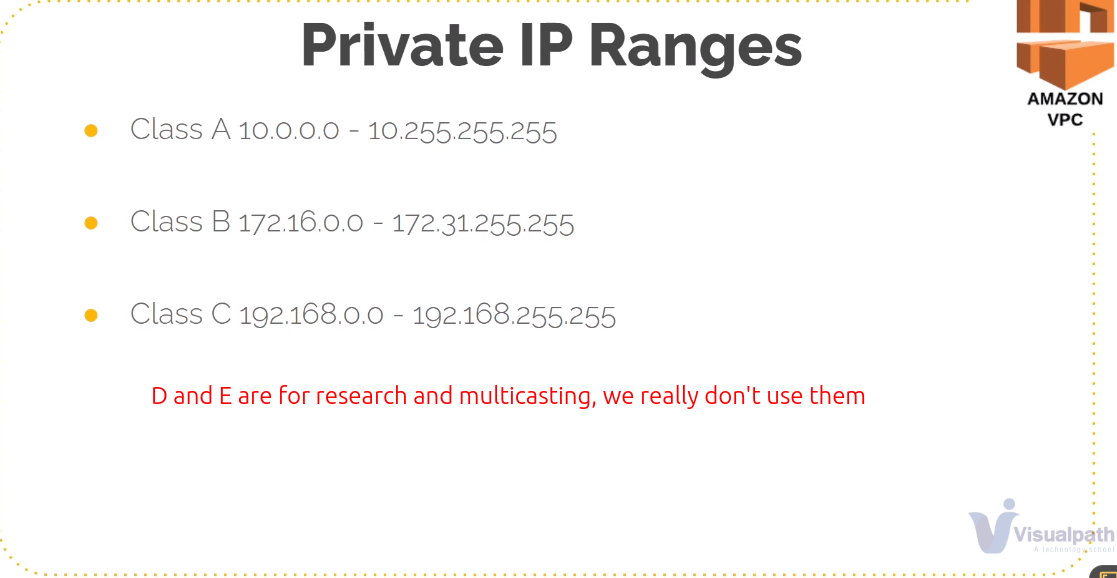 Private IP Ranges
AMAZON
VPC
Class A 10.0.0.0 - 10.255.255.255
Class B 172.16.0.0 - 172.31.255.255
Class C 192.168.0.0 - 192.168.255.255
D and E are for research and multicasting, we really don't use them
Visualpath
A technology school